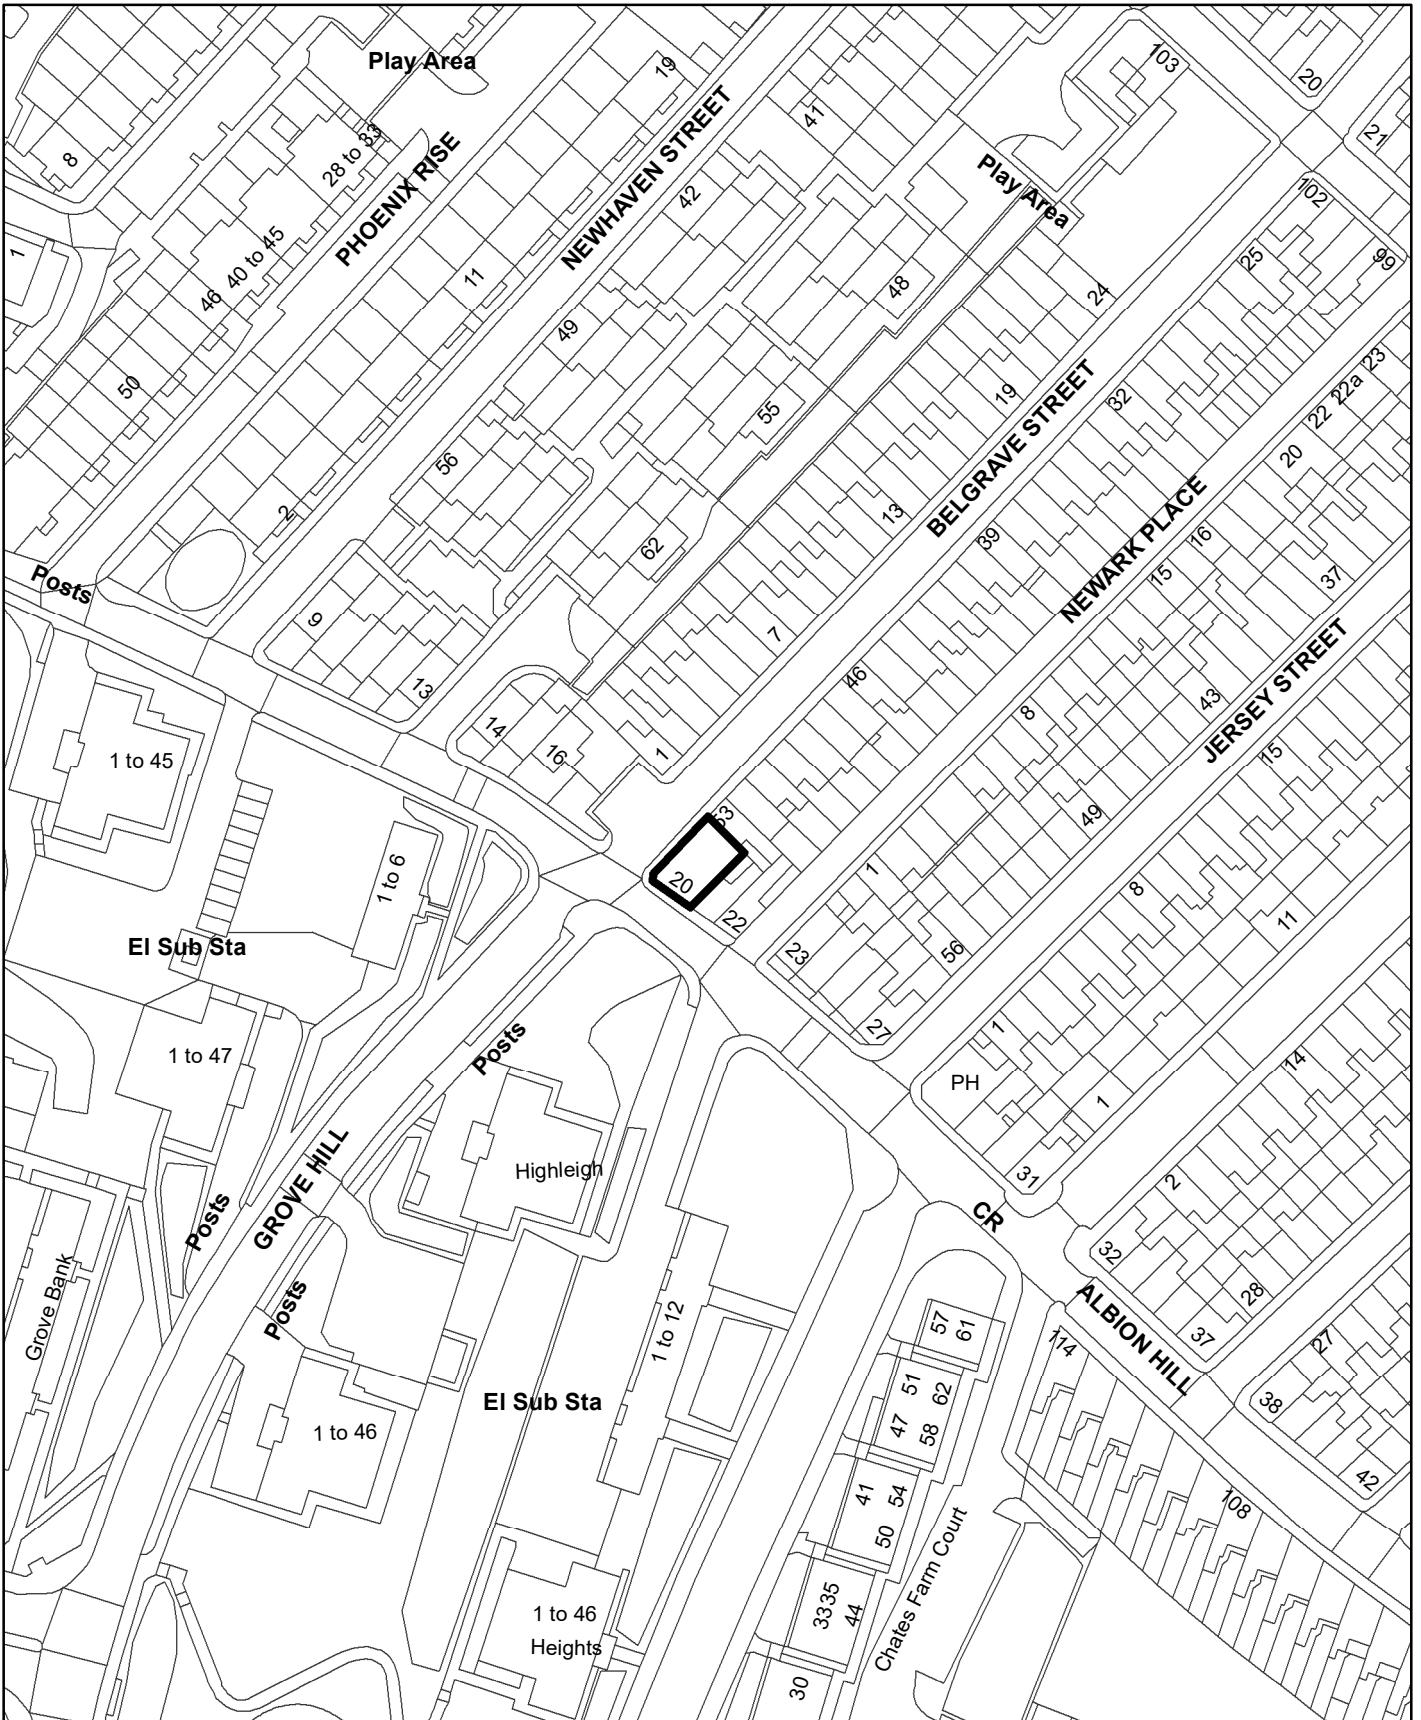 Play Area
19
103
20
8
28 to 33
41
21
PHOENIX RISE
NEWHAVEN STREET
42
Play Area
102
1
46
40 to 45
11
48
25
99
24
49
50
55
19
32
23
22a
22
56
BELGRAVE STREET
20
2
13
39
NEWARK PLACE
16
62
15
37
Posts
9
7
JERSEY STREET
13
46
43
14
16
1
8
15
1 to 45
53
49
1 to 6
20
1
8
22
11
El Sub Sta
23
56
27
1
Posts
1 to 47
PH
14
1
GROVE HILL
Highleigh
31
2
Posts
CR
32
Grove Bank
Posts
28
57
61
ALBION HILL
1 to 12
114
37
27
51
62
El Sub Sta
38
47
58
1 to 46
42
41
54
108
50
Chates Farm Court
1 to 46
Heights
33
35
44
30